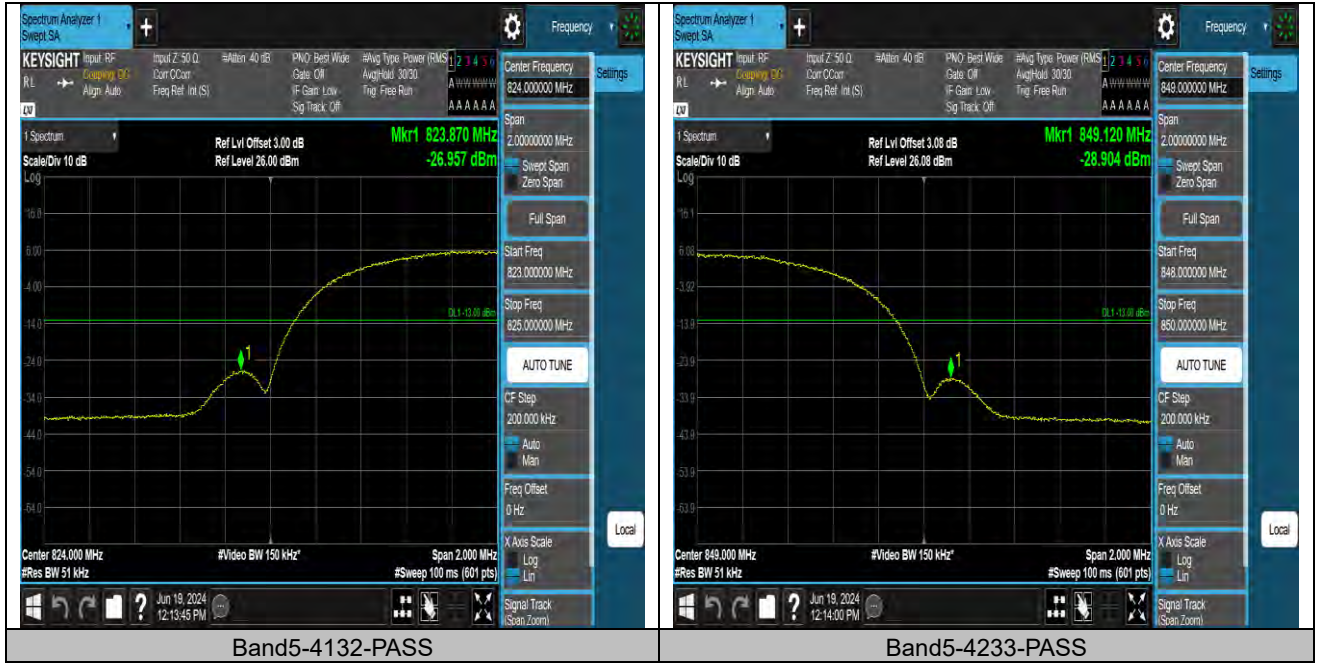 Spectrum Analyzer 1
Swept SA
+
Frequency
KEYSIGHT
RL
Input: RF
Coupling: DC
Align: Auto
Input Z: 50 Ω
Corr CCorr
Freq Ref: Int (S)
#Atten: 40 dB
PNO: Best Wide
Gate: Off
IF Gain: Low
Sig Track: Off
#Avg Type: Power (RMS
Avg|Hold: 30/30
Trig: Free Run
1 2 3 4 5 6
A W W W W W
A A A A A A
LXI
Center Frequency
824.000000 MHz
Settings
1 Spectrum
Scale/Div 10 dB
Log
Ref Lvl Offset 3.00 dB
Ref Level 26.00 dBm
Mkr1 823.870 MHz
-26.957 dBm
Span
2.00000000 MHz
Swept Span
Zero Span
Full Span
Start Freq
823.000000 MHz
Stop Freq
825.000000 MHz
AUTO TUNE
CF Step
200.000 kHz
Auto
Man
Freq Offset
0 Hz
X Axis Scale
Log
Lin
Signal Track
(Span Zoom)
Local
16.0
6.00
-4.00
-14.0
-24.0
-34.0
-44.0
-54.0
-64.0
DL1 -13.00 dBm
1
Center 824.000 MHz
#Res BW 51 kHz
#Video BW 150 kHz*
Span 2.000 MHz
#Sweep 100 ms (601 pts)
?
Jun 19, 2024
12:13:45 PM
Band5-4132-PASS
Spectrum Analyzer 1
Swept SA
+
Frequency
KEYSIGHT
RL
Input: RF
Coupling: DC
Align: Auto
Input Z: 50 Ω
Corr CCorr
Freq Ref: Int (S)
#Atten: 40 dB
PNO: Best Wide
Gate: Off
IF Gain: Low
Sig Track: Off
#Avg Type: Power (RMS
Avg|Hold: 30/30
Trig: Free Run
1 2 3 4 5 6
A W W W W W
A A A A A A
LXI
Center Frequency
849.000000 MHz
Settings
1 Spectrum
Scale/Div 10 dB
Log
Ref Lvl Offset 3.08 dB
Ref Level 26.08 dBm
Mkr1 849.120 MHz
-28.904 dBm
Span
2.00000000 MHz
Swept Span
Zero Span
Full Span
Start Freq
848.000000 MHz
Stop Freq
850.000000 MHz
AUTO TUNE
CF Step
200.000 kHz
Auto
Man
Freq Offset
0 Hz
X Axis Scale
Log
Lin
Signal Track
(Span Zoom)
Local
16.1
6.08
-3.92
-13.9
-23.9
-33.9
-43.9
-53.9
-63.9
DL1 -13.00 dBm
1
Center 849.000 MHz
#Res BW 51 kHz
#Video BW 150 kHz*
Span 2.000 MHz
#Sweep 100 ms (601 pts)
?
Jun 19, 2024
12:14:00 PM
Band5-4233-PASS